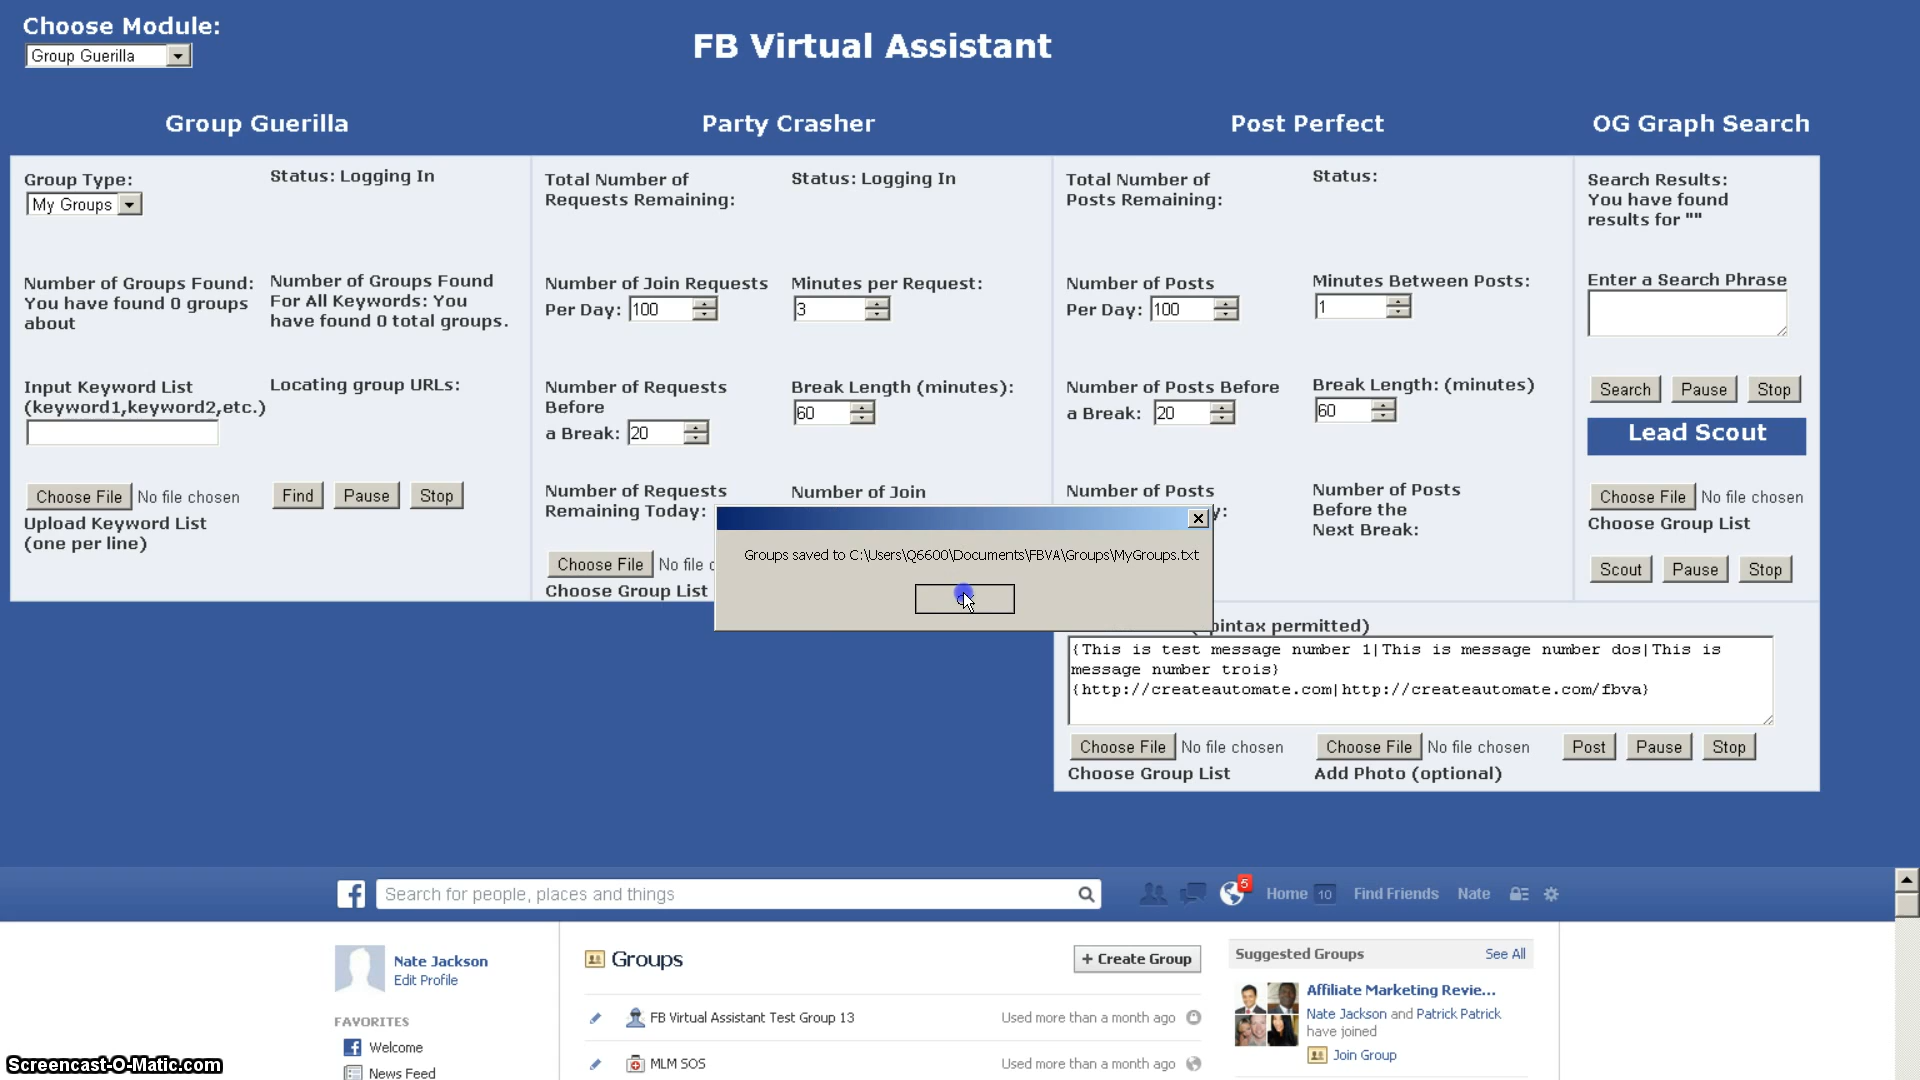 Choose Module:
Group Guerilla
FB Virtual Assistant
Group Guerilla
Party Crasher
Post Perfect
OG Graph Search
Group Type:
My Groups
Status: Logging In
Number of Groups Found:
You have found 0 groups
about
Number of Groups Found
For All Keywords: You
have found 0 total groups.
Input Keyword List
(keyword1,keyword2,etc.)
Locating group URLs:
Choose File No file chosen
Upload Keyword List
(one per line)
Find Pause Stop
Total Number of
Requests Remaining:
Status: Logging In
Number of Join Requests
Per Day: 100
Minutes per Request:
3
Number of Requests
Before
a Break: 20
Break Length (minutes):
60
Number of Requests
Remaining Today:
Number of Join
Choose File No file
Choose Group List
Total Number of
Posts Remaining:
Status:
Number of Posts
Per Day: 100
Minutes Between Posts:
1
Number of Posts Before
a Break: 20
Break Length: (minutes)
60
Number of Posts
Number of Posts
Before the
Next Break:
Search Results:
You have found
results for ""
Enter a Search Phrase
Search Pause Stop
Lead Scout
Choose File No file chosen
Choose Group List
Scout Pause Stop
Groups saved to C:\Users\Q6600\Documents\FBVA\Groups\MyGroups.txt
pintax permitted)
{This is test message number 1|This is message number dos|This is
message number trois}
{http://createautomate.com|http://createautomate.com/fbva}
Choose File No file chosen
Choose Group List
Choose File No file chosen
Add Photo (optional)
Post Pause Stop
Search for people, places and things
5
Home 10 Find Friends Nate
Nate Jackson
Edit Profile
FAVORITES
Welcome
News Feed
Groups
+ Create Group
FB Virtual Assistant Test Group 13
Used more than a month ago
MLM SOS
Used more than a month ago
Suggested Groups
See All
Affiliate Marketing Revie...
Nate Jackson and Patrick Patrick
have joined
Join Group
Screencast-O-Matic.com